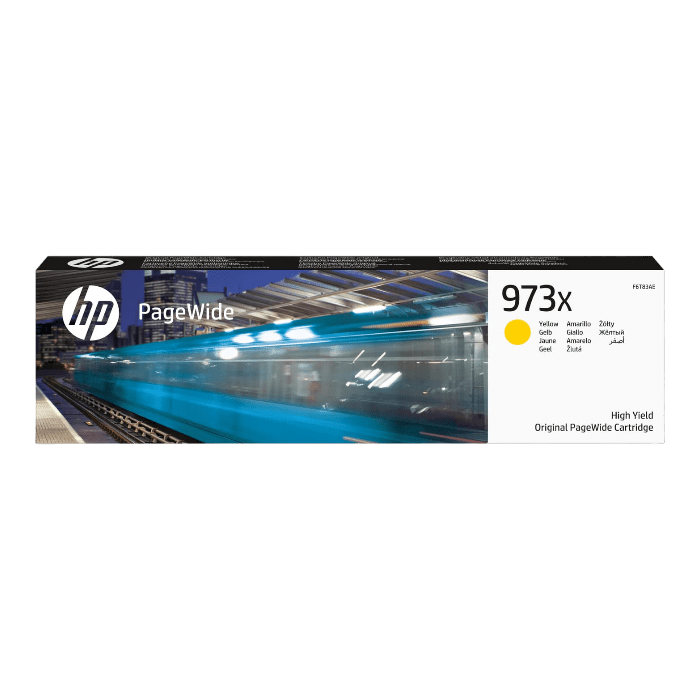 hp
hp
PageWide
973x
F6T83AE
Yellow Amarillo Żółty
Gelb Giallo Жёлтый
Jaune Amarelo أصفر
Geel Žlutá
High Yield
Original PageWide Cartridge